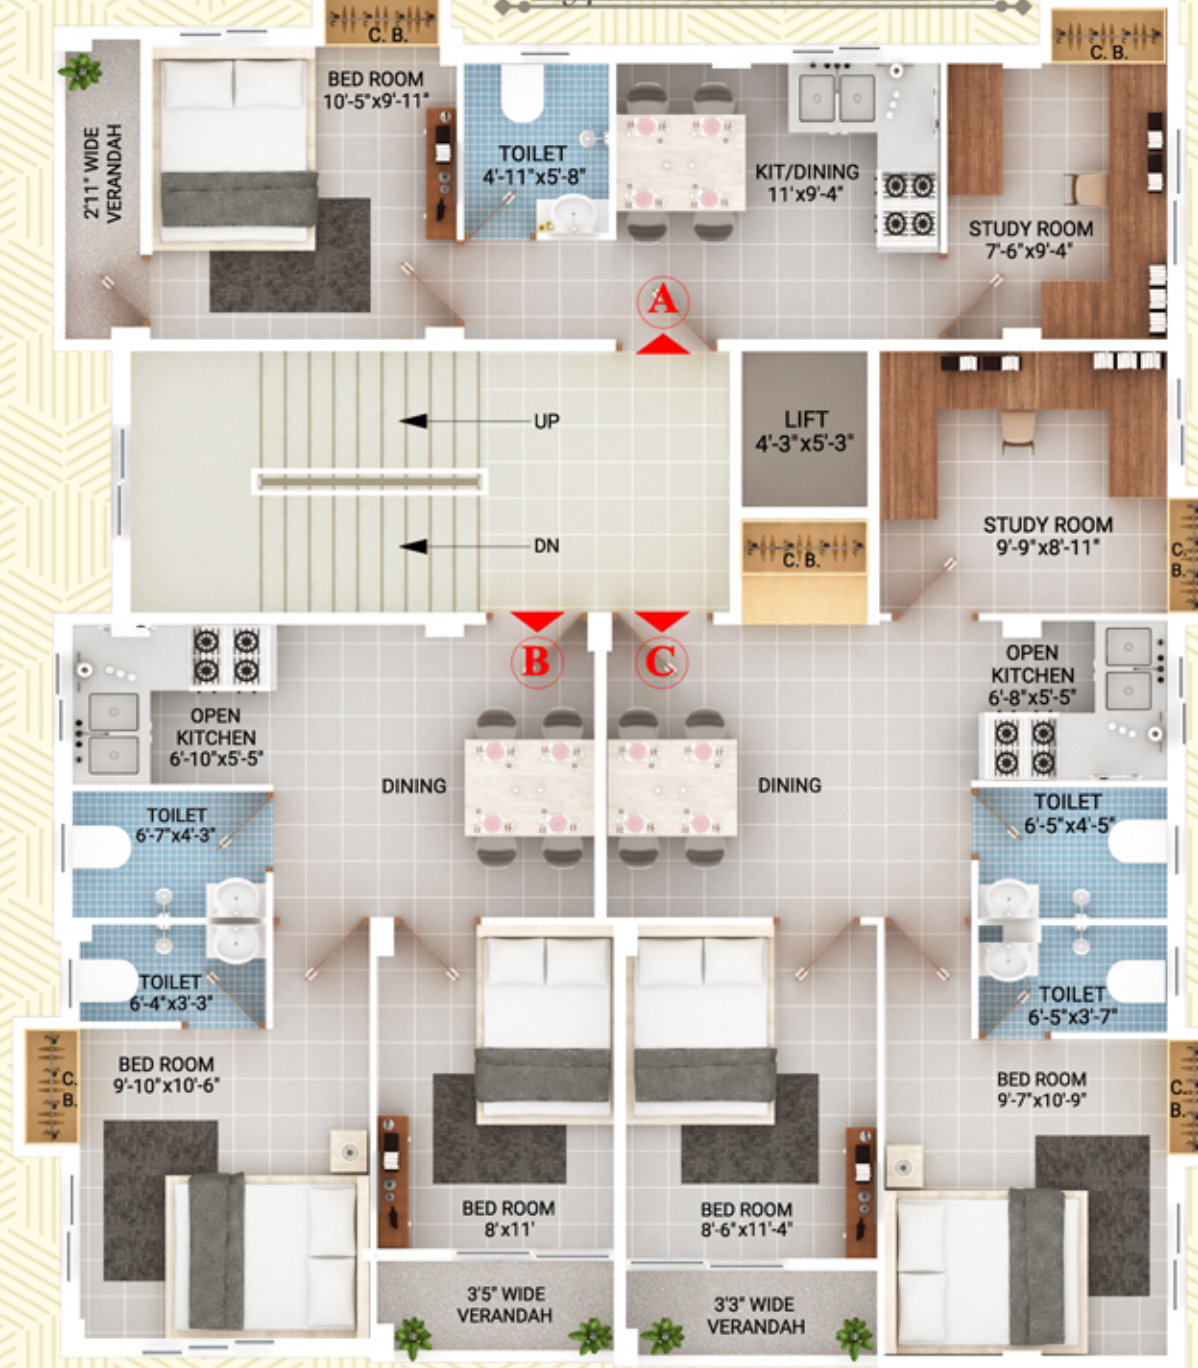 C. B.
C. B.
BED ROOM
10'-5"x9'-11"
2'11" WIDE
VERANDAH
TOILET
4'-11"x5'-8"
KIT/DINING
11'x9'-4"
STUDY ROOM
7'-6"x9'-4"
A
UP
DN
LIFT
4'-3"x5'-3"
C. B.
STUDY ROOM
9'-9"x8'-11"
C.
B.
B
C
OPEN
KITCHEN
6'-10"x5'-5"
DINING
DINING
OPEN
KITCHEN
6'-8"x5'-5"
TOILET
6'-7"x4'-3"
TOILET
6'-5"x4'-5"
TOILET
6'-4"x3'-3"
TOILET
6'-5"x3'-7"
C.
B.
BED ROOM
9'-10"x10'-6"
BED ROOM
9'-7"x10'-9"
C.
B.
BED ROOM
8'x11'
BED ROOM
8'-6"x11'-4"
3'5" WIDE
VERANDAH
3'3" WIDE
VERANDAH